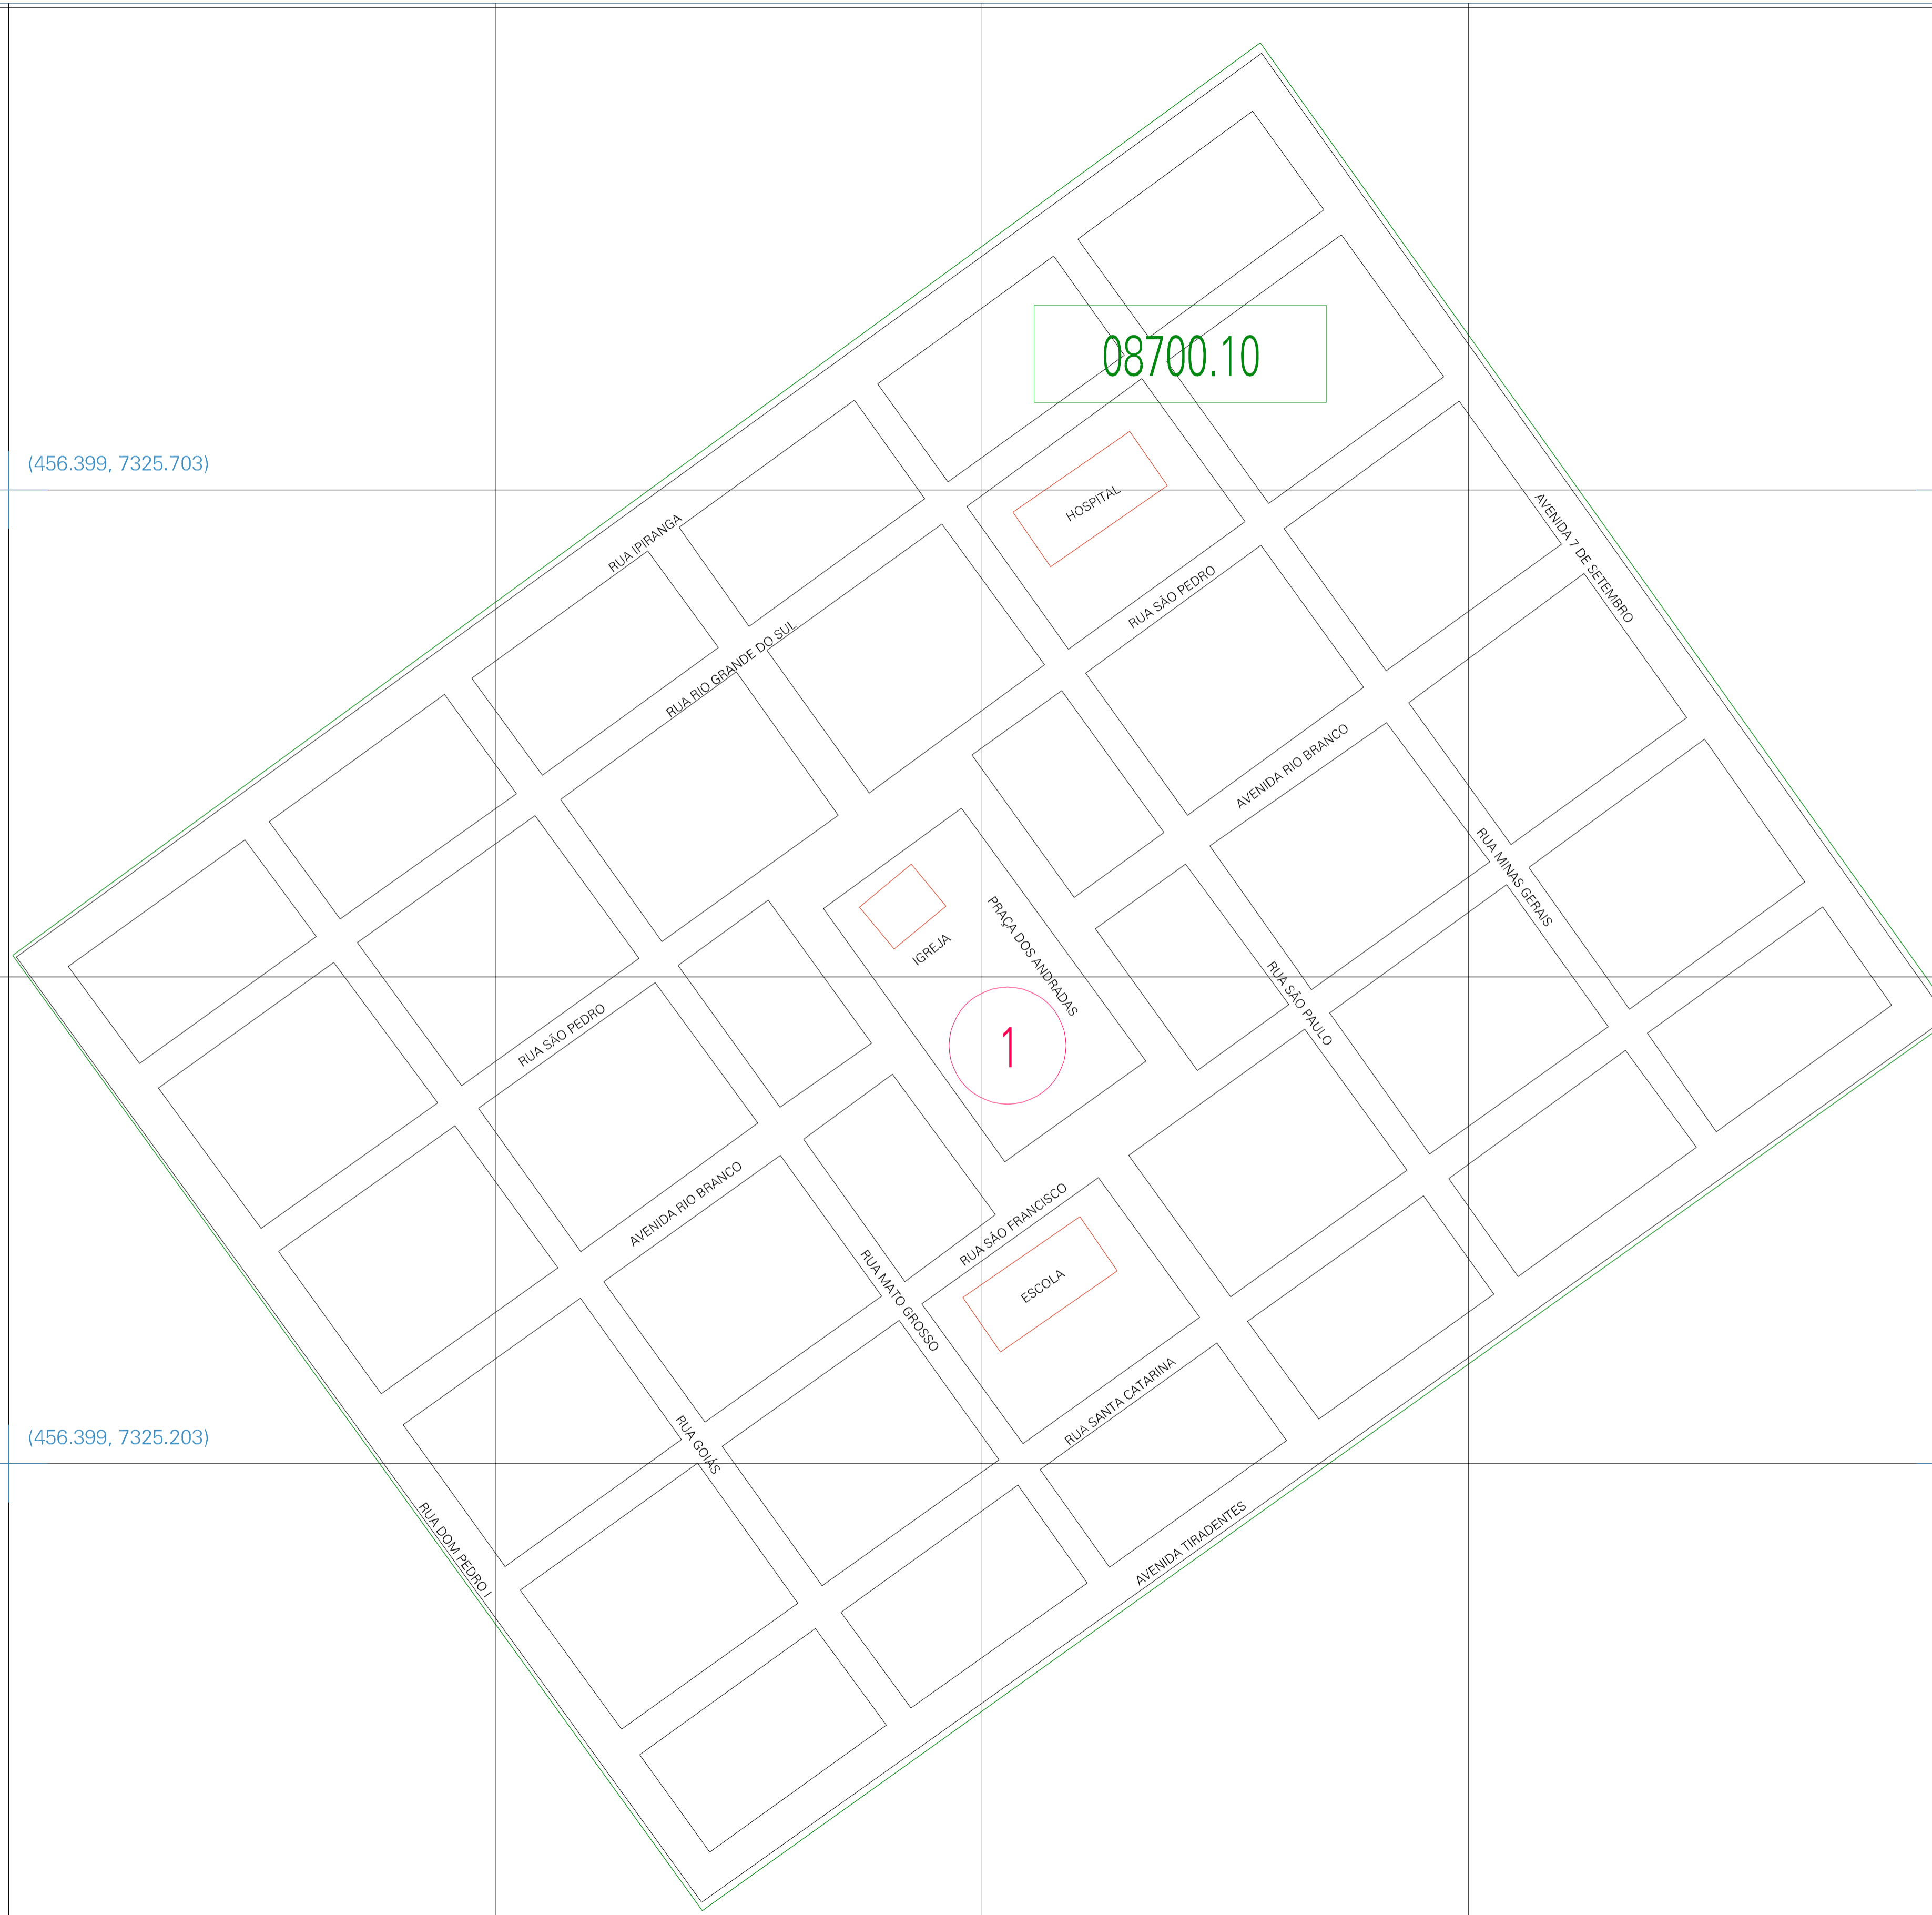 08700.10
(456.399, 7325.703)
HOSPITAL
AVENIDA 7 DE SETEMBRO
RUA IPIRANGA
RUA SÃO PEDRO
RUA RIO GRANDE DO SUL
AVENIDA RIO BRANCO
RUA MINAS GERAIS
IGREJA
PRAÇA DOS ANDRADAS
RUA SÃO PAULO
RUA SÃO PEDRO
1
AVENIDA RIO BRANCO
RUA SÃO FRANCISCO
RUA MATO GROSSO
ESCOLA
RUA SANTA CATARINA
(456.399, 7325.203)
RUA GOIÁS
RUA DOM PEDRO I
AVENIDA TIRADENTES